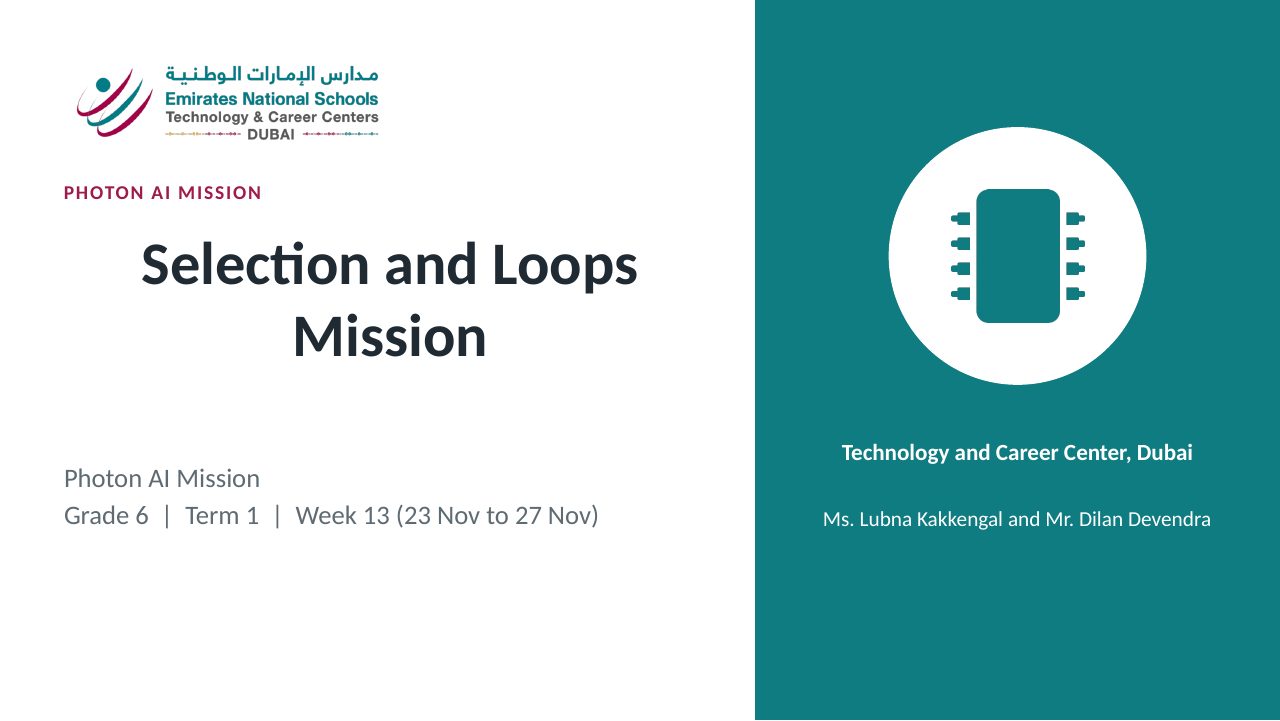 مدارس الإمارات الوطنية
Emirates National Schools
Technology & Career Centers
DUBAI
PHOTON AI MISSION
Selection and Loops
Mission
Photon AI Mission
Grade 6 | Term 1 | Week 13 (23 Nov to 27 Nov)
Technology and Career Center, Dubai
Ms. Lubna Kakkengal and Mr. Dilan Devendra